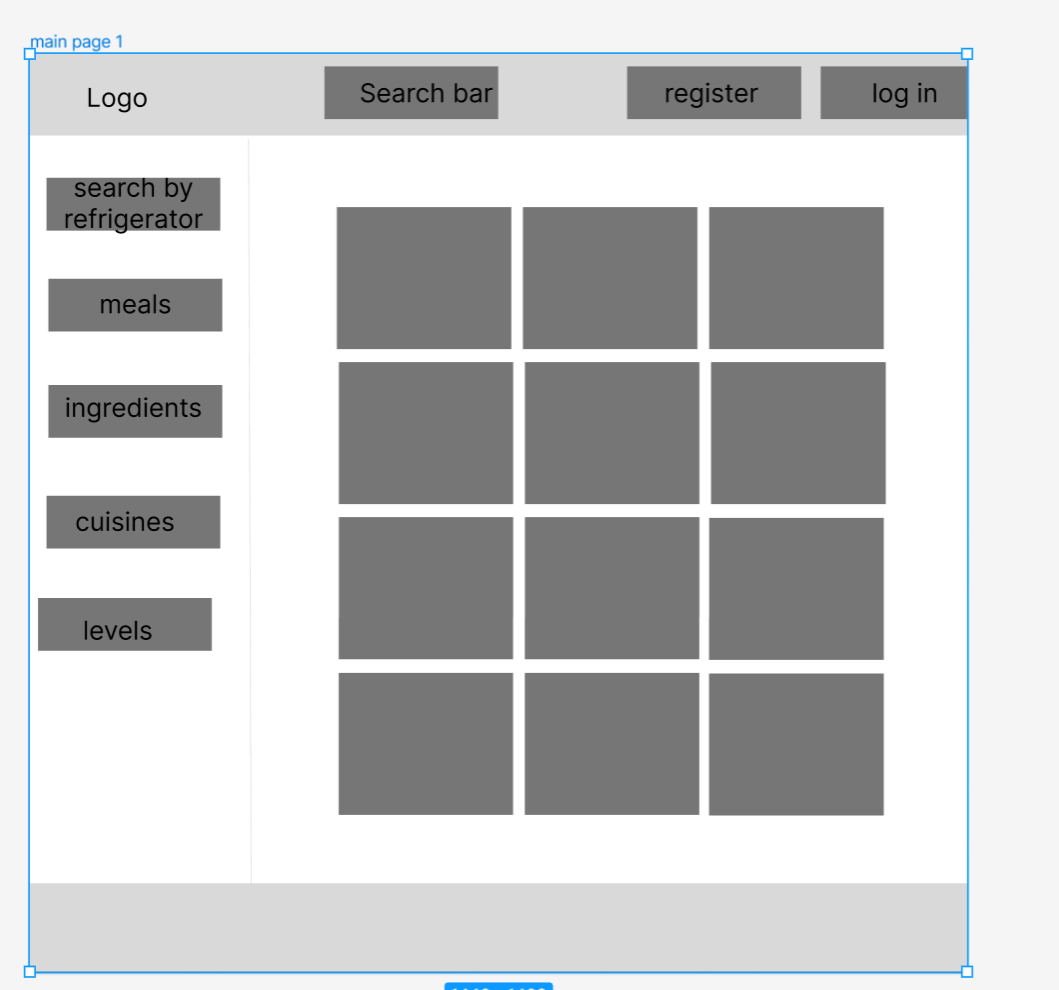 main page 1
Logo
Search bar
register
log in
search by
refrigerator
meals
ingredients
cuisines
levels